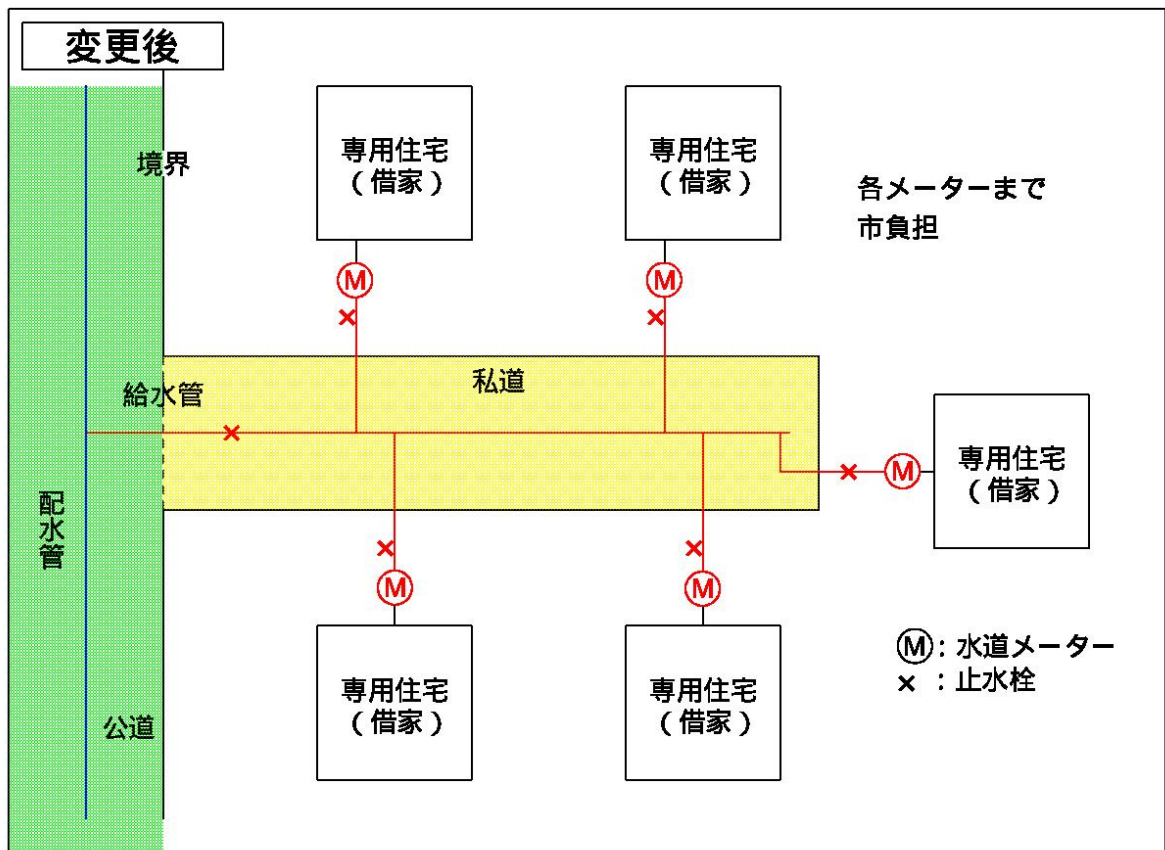 変更後
境界
専用住宅
(借家)
専用住宅
(借家)
各メーターまで
市負担
M
M
給水管
私道
配水管
M
専用住宅
(借家)
M
M
専用住宅
(借家)
専用住宅
(借家)
公道
M:水道メーター
×:止水栓